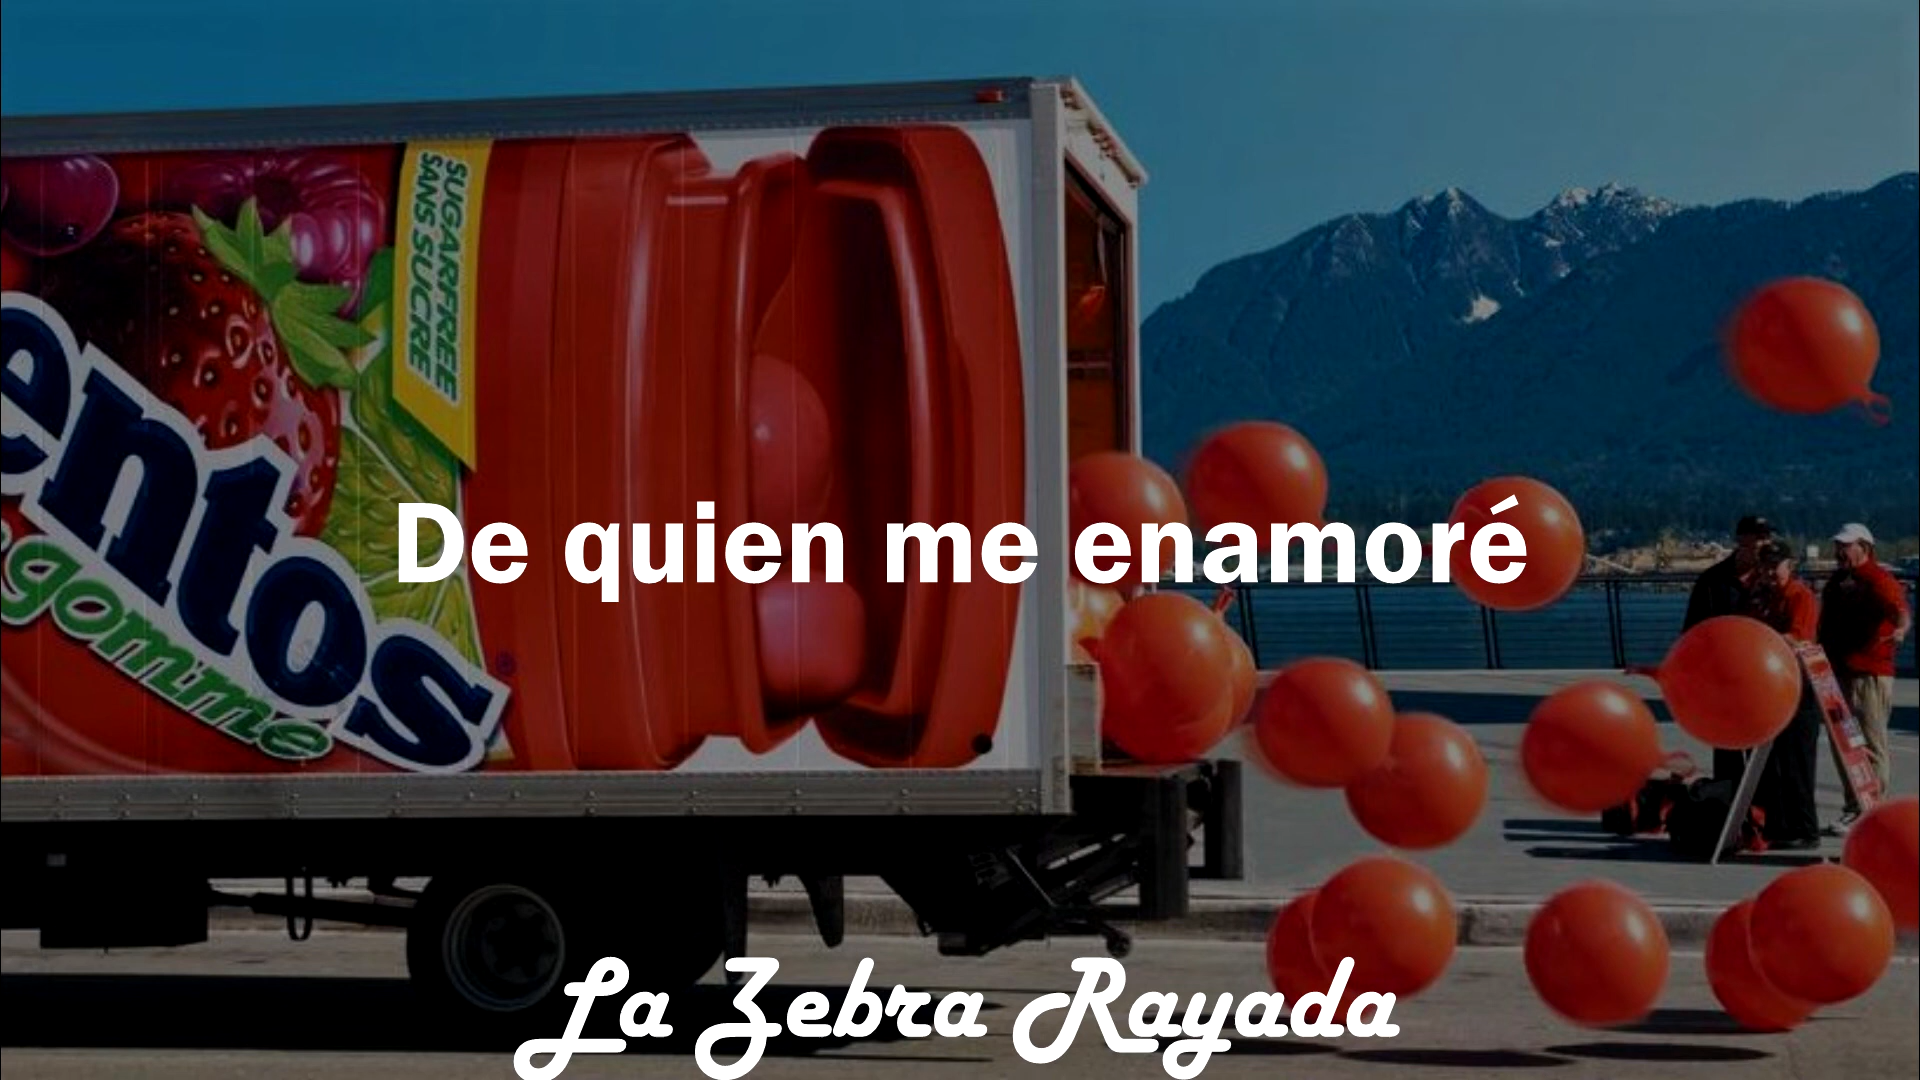 SUGARFREE
SANS SUCRE
entos
gomme
De quien me enamoré
La Zebra Rayada